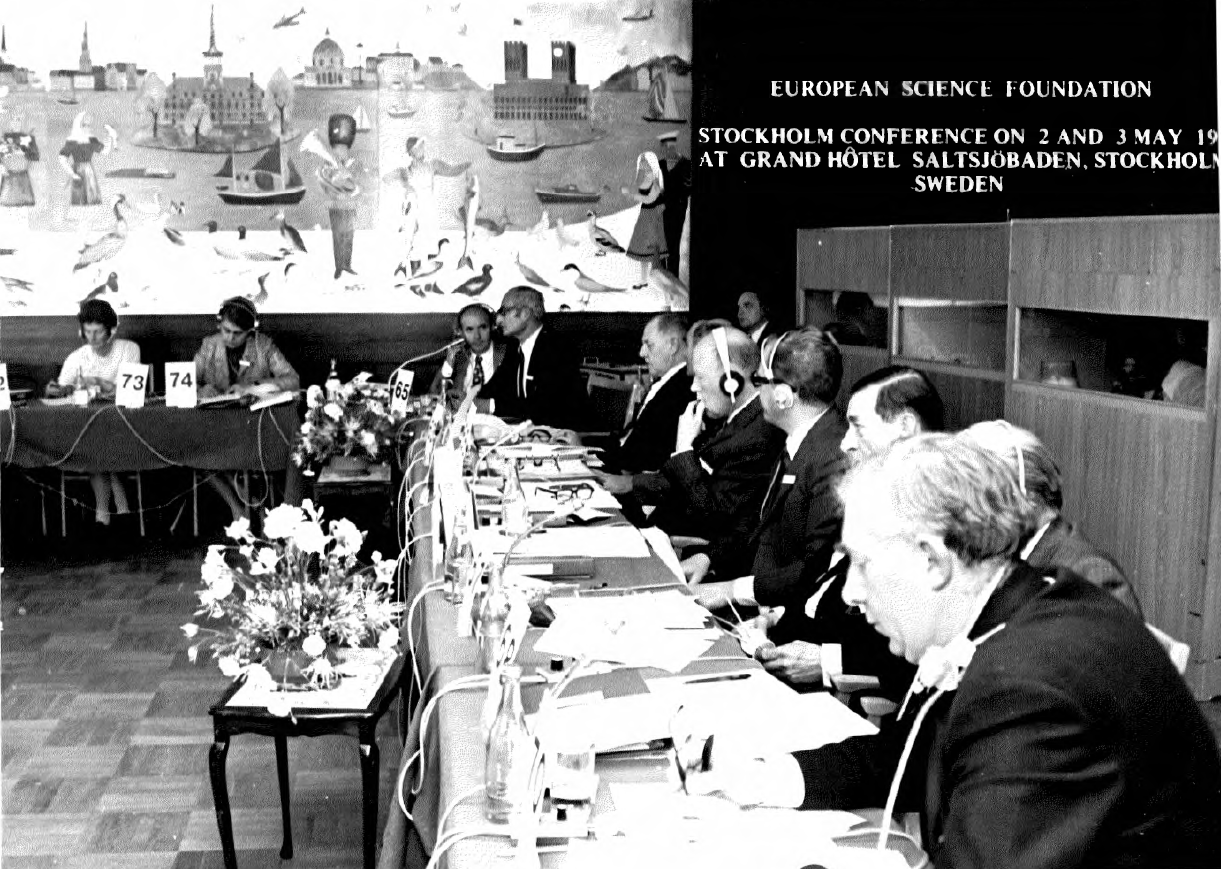 EUROPEAN SCIENCE FOUNDATION
STOCKHOLM CONFERENCE ON 2 AND 3 MAY 19
AT GRAND HÔTEL SALTSJÖBADEN, STOCKHOLM
SWEDEN
73
74
65